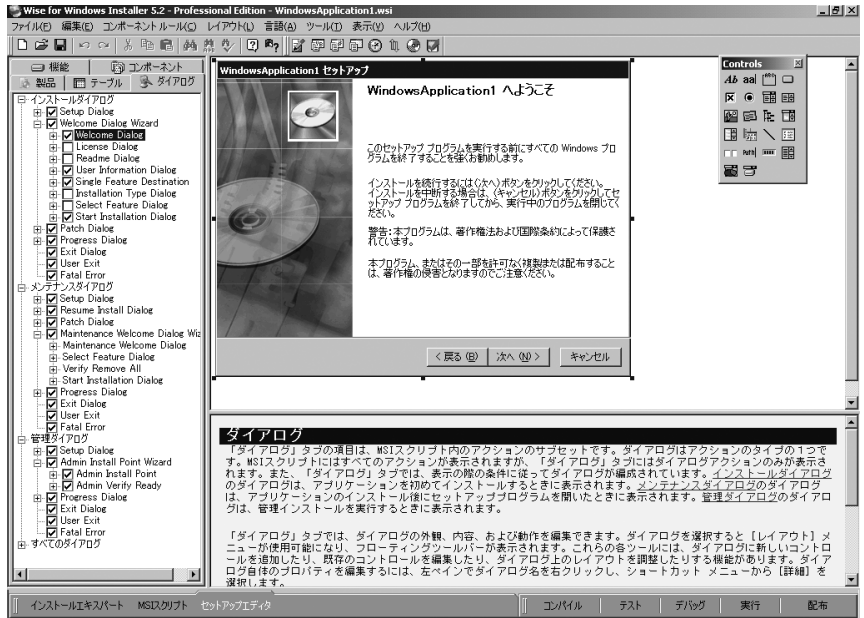 Wise for Windows Installer 5.2 - Professional Edition - WindowsApplication1.wsi
ファイル(F) 編集(E) コンポーネントルール(C) レイアウト(L) 言語(A) ツール(T) 表示(V) ヘルプ(H)
機能 コンポーネント
製品 テーブル ダイアログ
インストールダイアログ
Setup Dialog
Welcome Dialog Wizard
Welcome Dialog
License Dialog
Readme Dialog
User Information Dialog
Single Feature Destination
Installation Type Dialog
Select Feature Dialog
Start Installation Dialog
Patch Dialog
Progress Dialog
Exit Dialog
User Exit
Fatal Error
メンテナンスダイアログ
Setup Dialog
Resume Install Dialog
Patch Dialog
Maintenance Welcome Dialog Wiz
Maintenance Welcome Dialog
Select Feature Dialog
Verify Remove All
Start Installation Dialog
Progress Dialog
Exit Dialog
User Exit
Fatal Error
管理ダイアログ
Setup Dialog
Admin Install Point Wizard
Admin Install Point
Admin Verify Ready
Progress Dialog
Exit Dialog
User Exit
Fatal Error
すべてのダイアログ
WindowsApplication1 セットアップ
WindowsApplication1 へようこそ
このセットアップ プログラムを実行する前にすべての Windows プロ
グラムを終了することを強くお勧めします。
インストールを続行するには〈次へ〉ボタンをクリックしてください。
インストールを中断する場合は、〈キャンセル〉ボタンをクリックしてセ
ットアップ プログラムを終了してから、実行中のプログラムを閉じてく
ださい。
警告: 本プログラムは、著作権法および国際条約によって保護さ
れています。
本プログラム、またはその一部を許可なく複製または配布すること
は、著作権の侵害となりますのでご注意ください。
< 戻る (B) 次へ (N) > キャンセル
Controls
Ab aa
Path
ダイアログ
「ダイアログ」タブの項目は、MSIスクリプト内のアクションのサブセットです。ダイアログはアクションのタイプの１つで
す。MSIスクリプトにはすべてのアクションが表示されますが、「ダイアログ」タブにはダイアログアクションのみが表示さ
れます。また、「ダイアログ」タブでは、表示の際の条件に従ってダイアログが編成されています。インストールダイアログ
のダイアログは、アプリケーションを初めてインストールするときに表示されます。メンテナンスダイアログのダイアログ
は、アプリケーションのインストール後にセットアッププログラムを開いたときに表示されます。管理ダイアログのダイアロ
グは、管理インストールを実行するときに表示されます。
「ダイアログ」タブでは、ダイアログの外観、内容、および動作を編集できます。ダイアログを選択すると［レイアウト］メ
ニューが使用可能になり、フローティングツールバーが表示されます。これらの各ツールには、ダイアログに新しいコントロ
ールを追加したり、既存のコントロールを編集したり、ダイアログ上のレイアウトを調整したりする機能があります。ダイア
ログ自体のプロパティを編集するには、左ペインでダイアログ名を右クリックし、ショートカット メニューから［詳細］を
選択します。
インストールエキスパート MSIスクリプト セットアップエディタ コンパイル テスト デバッグ 実行 配布